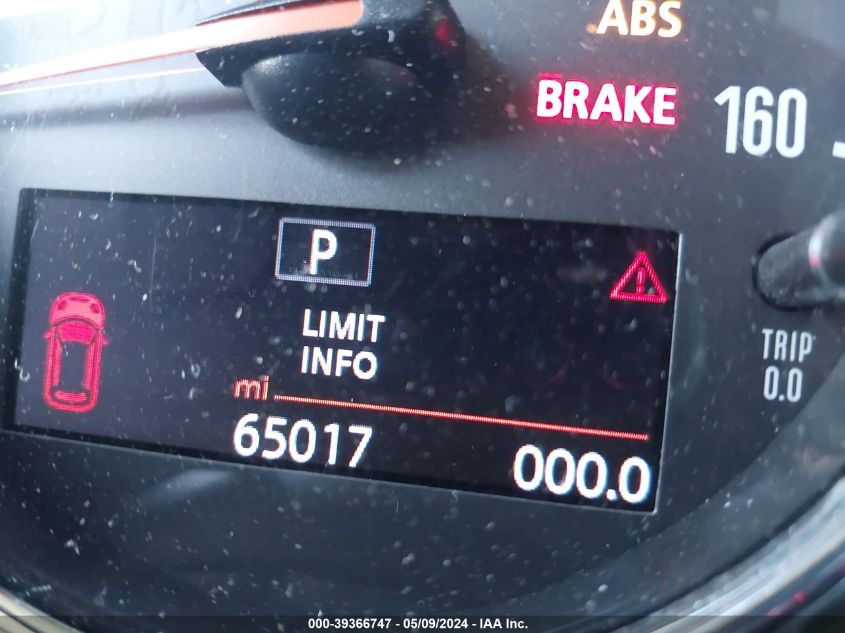 ABS
BRAKE
160
P
LIMIT
INFO
mi
65017
000.0
TRIP
0.0
000-39366747 - 05/09/2024 - IAA Inc.